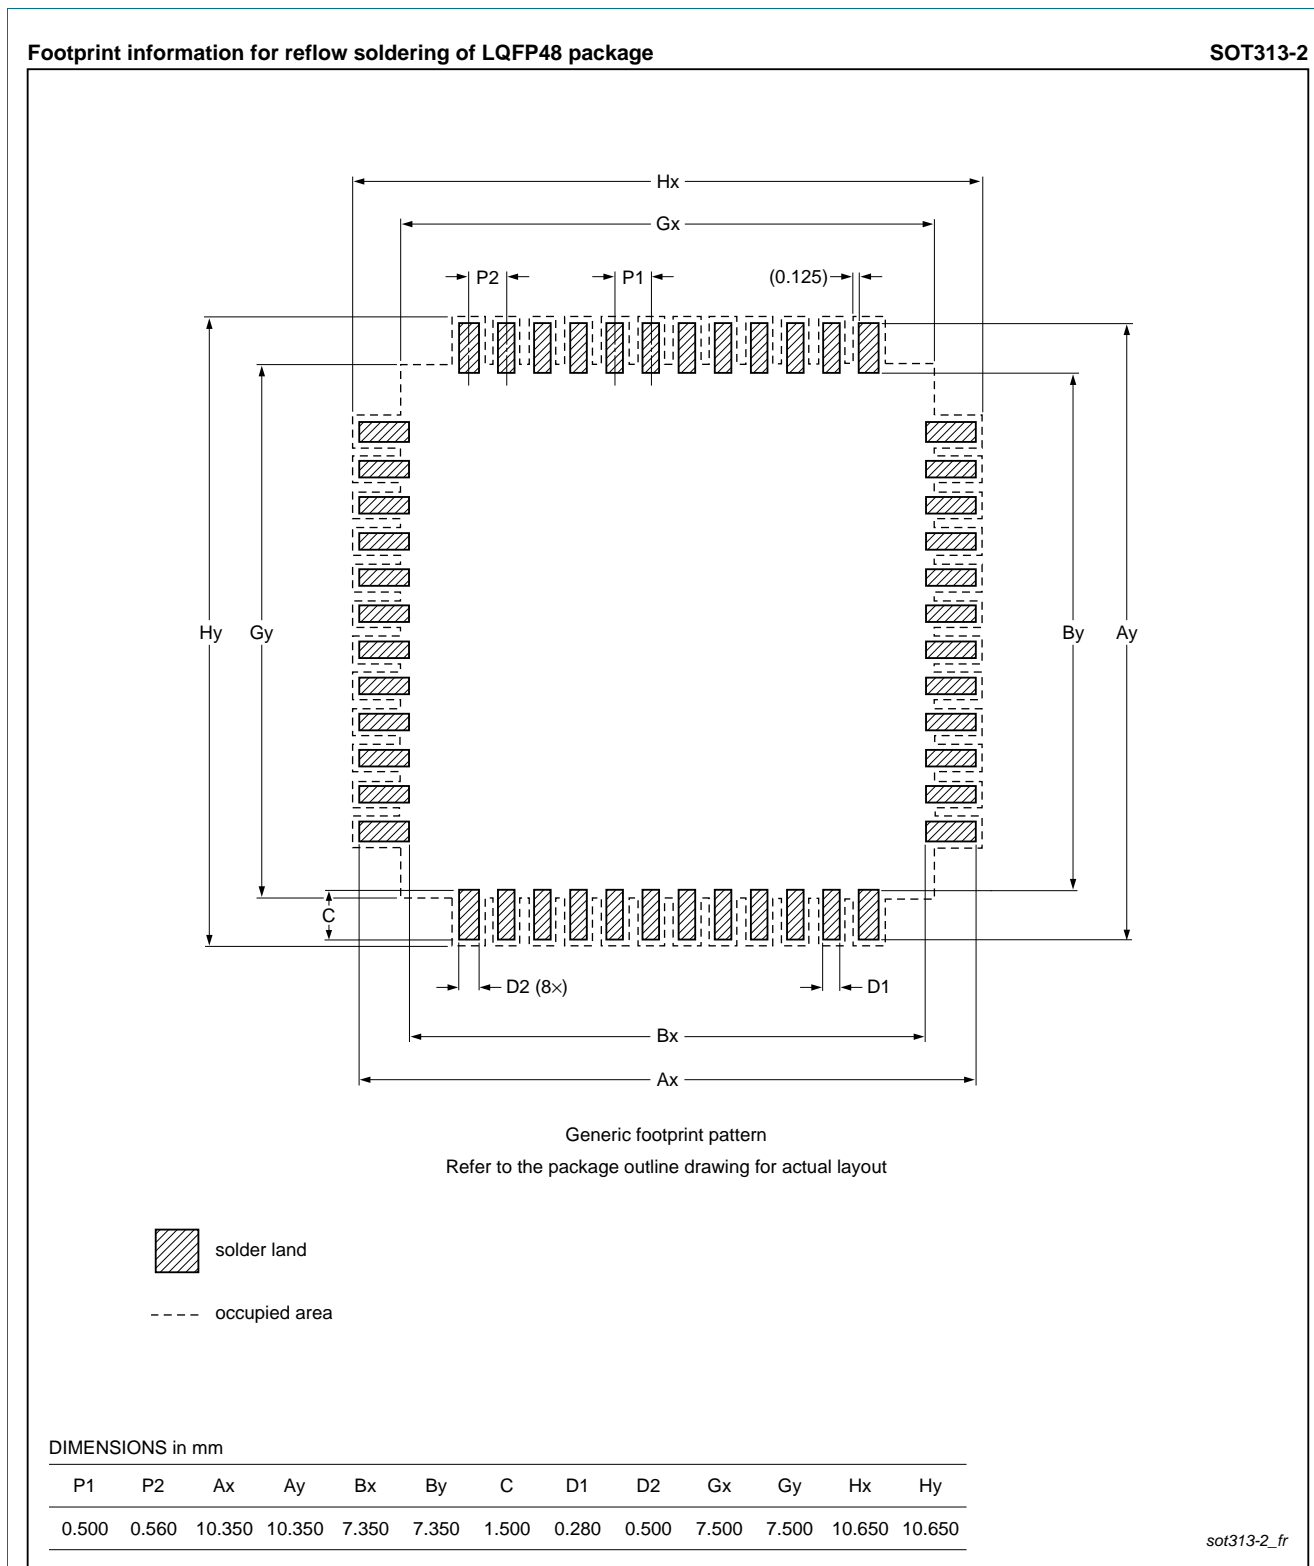 Footprint information for reflow soldering of LQFP48 package SOT313-2
Hx
Gx
P2 P1 (0.125)
Hy Gy By Ay
C
D2 (8×) D1
Bx
Ax
Generic footprint pattern
Refer to the package outline drawing for actual layout
solder land
occupied area
DIMENSIONS in mm
P1 P2 Ax Ay Bx By C D1 D2 Gx Gy Hx Hy
0.500 0.560 10.350 10.350 7.350 7.350 1.500 0.280 0.500 7.500 7.500 10.650 10.650
sot313-2_fr